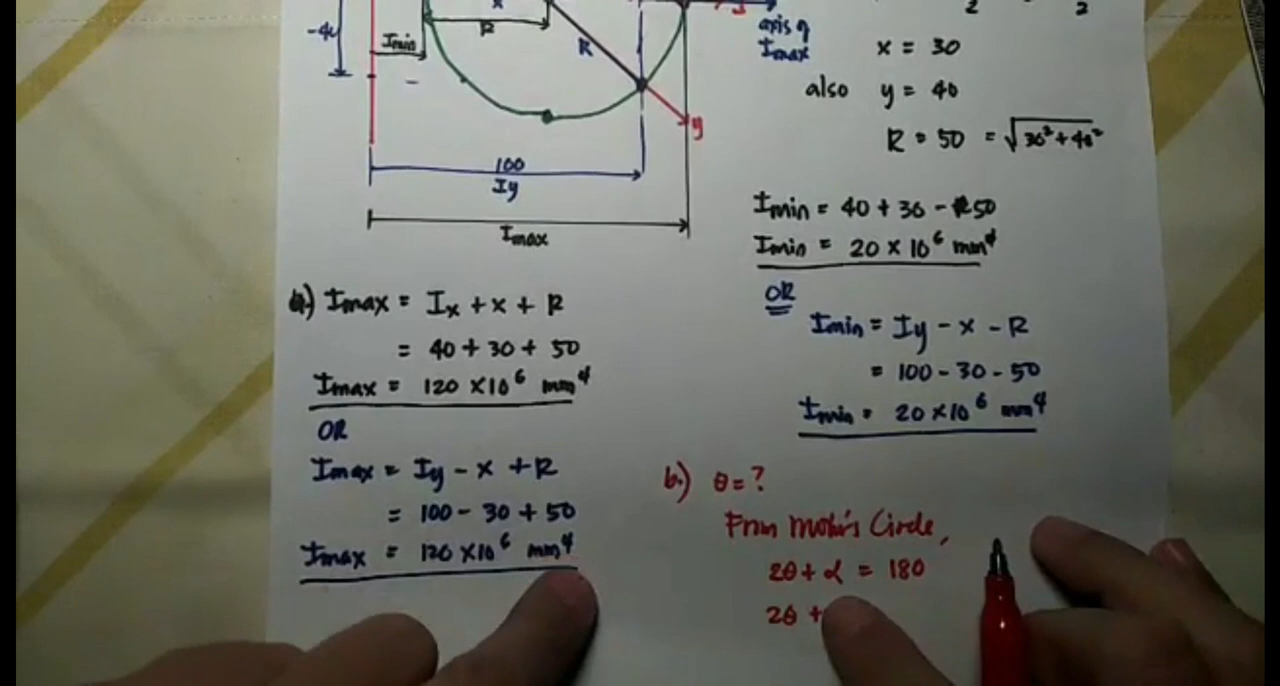 -40
Imin
x
R
R
axis of
Imax
y
100
Iy
Imax
2
2
x = 30
also y = 40
R = 50 = √30²+40²
Imin = 40 + 30 - 50
Imin = 20 × 10⁶ mm⁴
OR
Imin = Iy - x - R
= 100 - 30 - 50
Imin = 20 × 10⁶ mm⁴
a.) Imax = Ix + x + R
= 40 + 30 + 50
Imax = 120 × 10⁶ mm⁴
OR
Imax = Iy - x + R
= 100 - 30 + 50
Imax = 120 × 10⁶ mm⁴
b.) θ = ?
From Mohr's Circle,
2θ + α = 180
2θ +